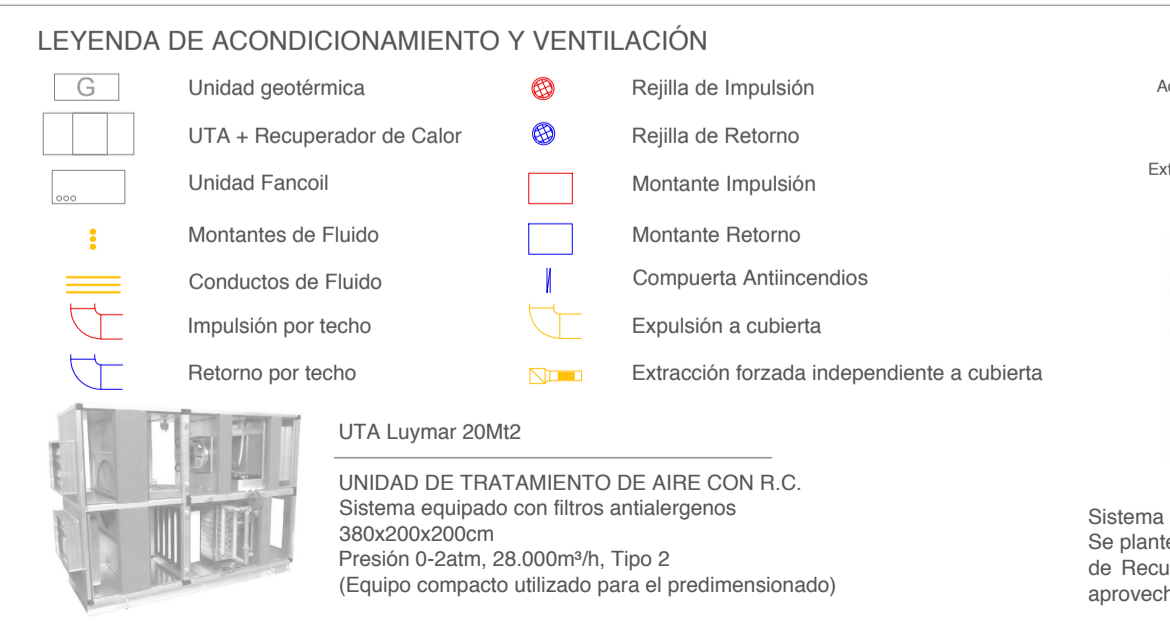 LEYENDA DE ACONDICIONAMIENTO Y VENTILACIÓN
G
Unidad geotérmica
UTA + Recuperador de Calor
Unidad Fancoil
Montantes de Fluido
Conductos de Fluido
Impulsión por techo
Retorno por techo
Rejilla de Impulsión
Rejilla de Retorno
Montante Impulsión
Montante Retorno
Compuerta Antiincendios
Expulsión a cubierta
Extracción forzada independiente a cubierta
UTA Luymar 20Mt2
UNIDAD DE TRATAMIENTO DE AIRE CON R.C.
Sistema equipado con filtros antialergenos
380x200x200cm
Presión 0-2atm, 28.000m³/h, Tipo 2
(Equipo compacto utilizado para el predimensionado)
Sistema
Se
de